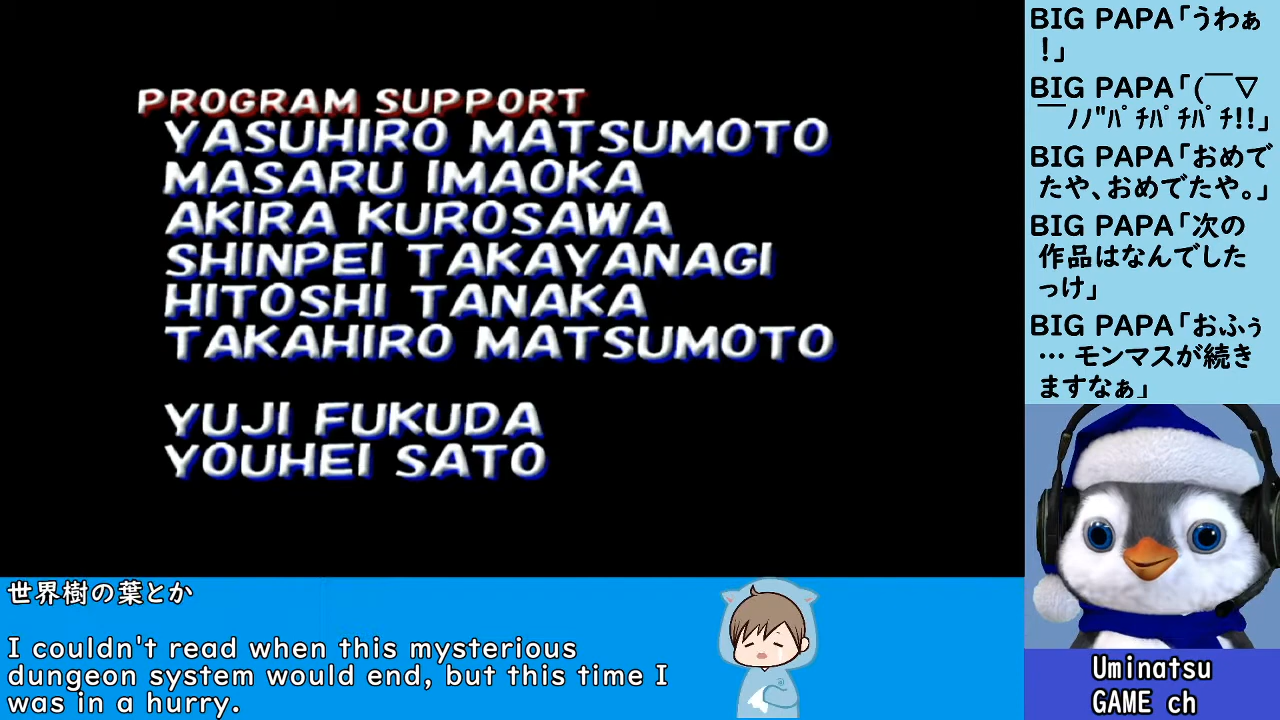 PROGRAM SUPPORT
YASUHIRO MATSUMOTO
MASARU IMAOKA
AKIRA KUROSAWA
SHINPEI TAKAYANAGI
HITOSHI TANAKA
TAKAHIRO MATSUMOTO
YUJI FUKUDA
YOUHEI SATO
BIG PAPA「うわぁ
!」
BIG PAPA「(￣▽
￣ノノ"ﾊﾟﾁﾊﾟﾁﾊﾟﾁ!!」
BIG PAPA「おめで
たや、おめでたや。」
BIG PAPA「次の
作品はなんでした
っけ」
BIG PAPA「おふぅ
… モンマスが続き
ますなぁ」
世界樹の葉とか
I couldn't read when this mysterious
dungeon system would end, but this time I
was in a hurry.
Uminatsu
GAME ch